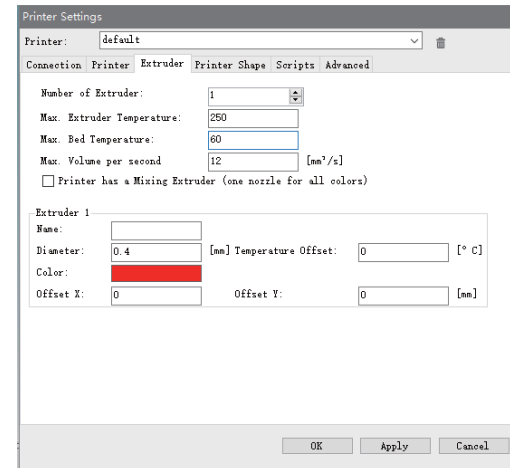 Printer Settings
Printer: default
Connection Printer Extruder Printer Shape Scripts Advanced
Number of Extruder: 1
Max. Extruder Temperature: 250
Max. Bed Temperature: 60
Max. Volume per second 12 [mm³/s]
Printer has a Mixing Extruder (one nozzle for all colors)
Extruder 1
Name:
Diameter: 0.4 [mm] Temperature Offset: 0 [° C]
Color:
Offset X: 0 Offset Y: 0 [mm]
OK Apply Cancel